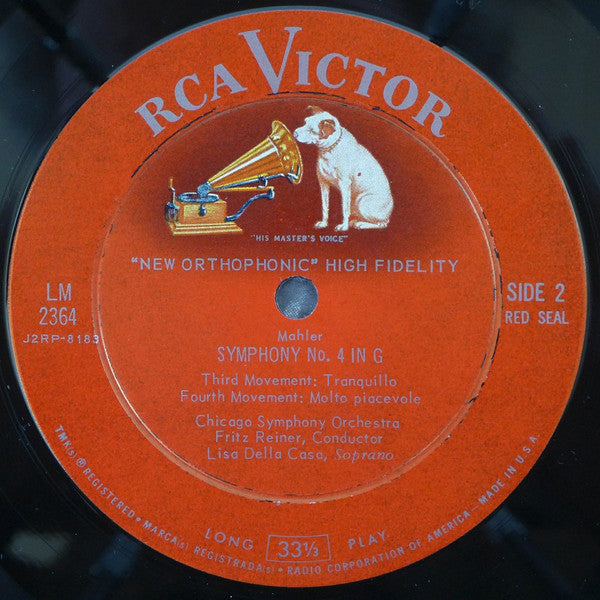 RCA VICTOR
"HIS MASTER'S VOICE"
"NEW ORTHOPHONIC" HIGH FIDELITY
LM
2364
J2RP-8183
SIDE 2
RED SEAL
Mahler
SYMPHONY No. 4 IN G
Third Movement: Tranquillo
Fourth Movement: Molto piacevole
Chicago Symphony Orchestra
Fritz Reiner, Conductor
Lisa Della Casa, Soprano
LONG 33⅓ PLAY
TMK(s) ® REGISTERED • MARCA(s) REGISTRADA(s) • RADIO CORPORATION OF AMERICA — MADE IN U.S.A.